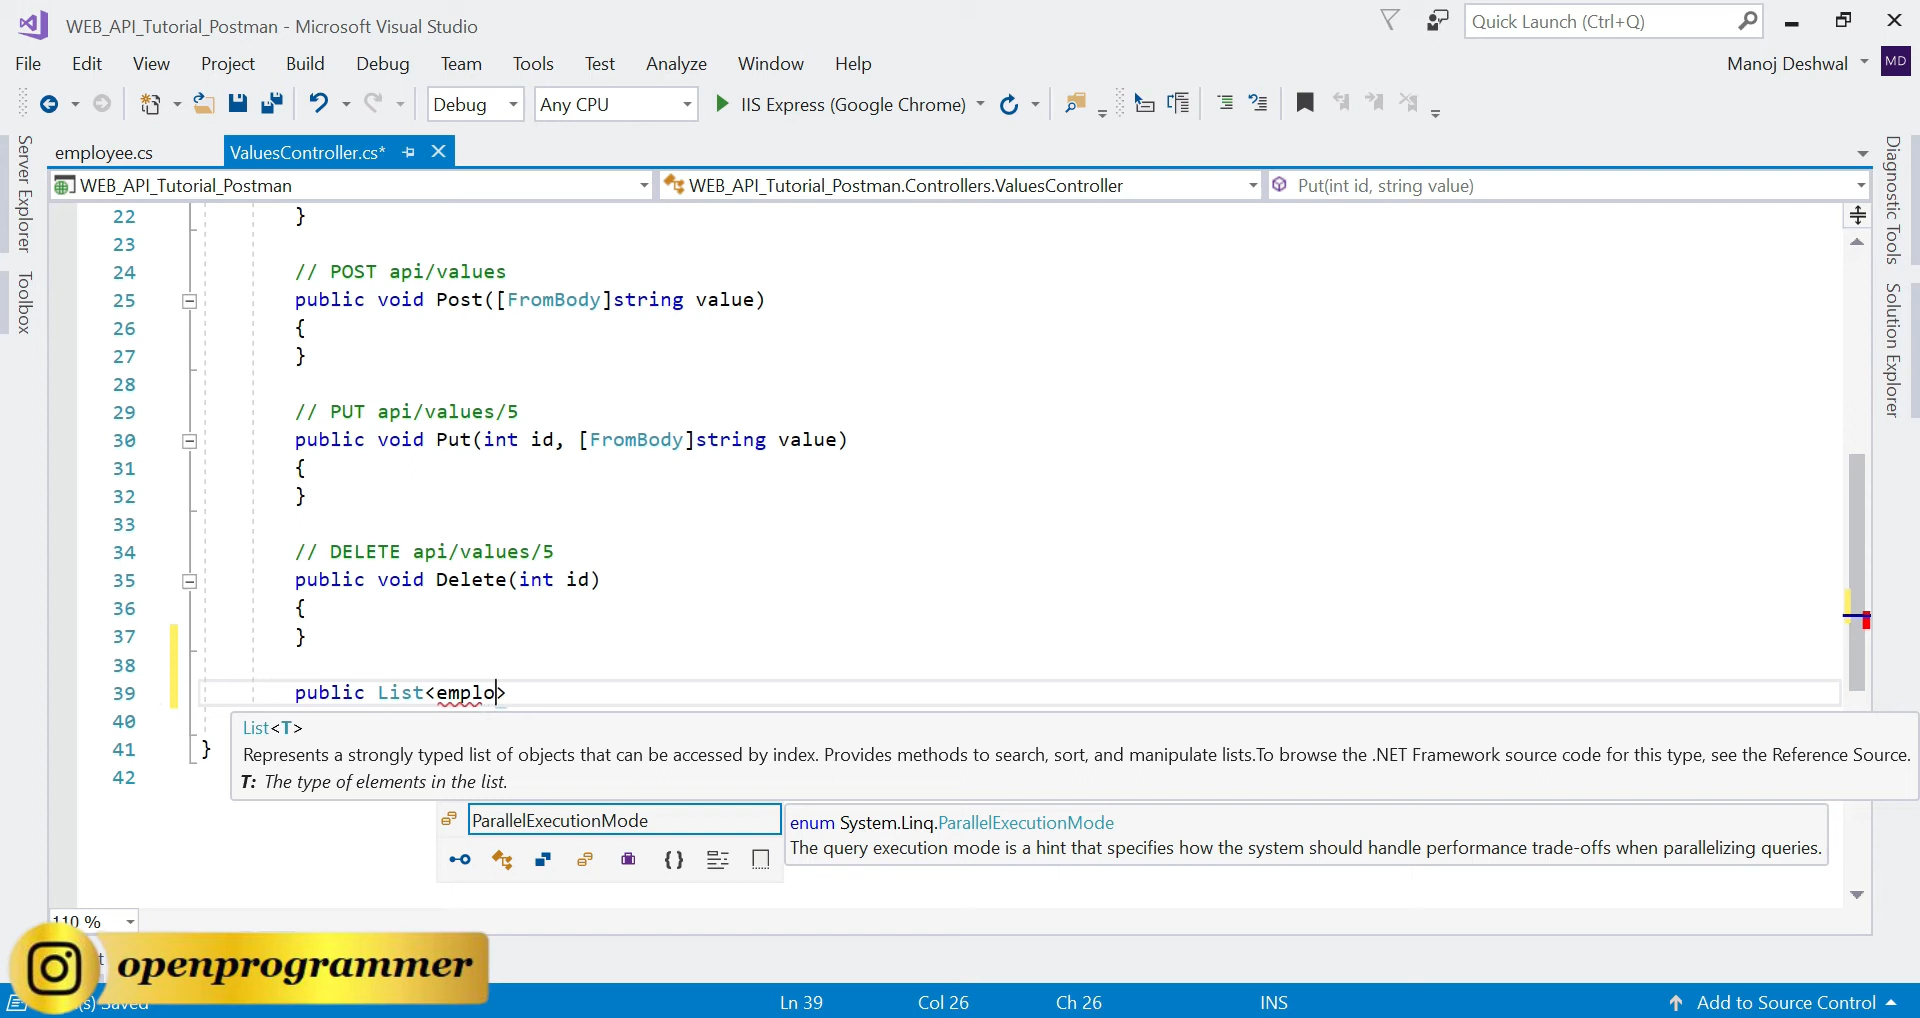 WEB_API_Tutorial_Postman - Microsoft Visual Studio
Quick Launch (Ctrl+Q)
File Edit View Project Build Debug Team Tools Test Analyze Window Help
Manoj Deshwal MD
Debug Any CPU IIS Express (Google Chrome)
Server Explorer
Toolbox
Diagnostic Tools
Solution Explorer
employee.cs ValuesController.cs*
WEB_API_Tutorial_Postman WEB_API_Tutorial_Postman.Controllers.ValuesController Put(int id, string value)
22 }
23
24 // POST api/values
25 public void Post([FromBody]string value)
26 {
27 }
28
29 // PUT api/values/5
30 public void Put(int id, [FromBody]string value)
31 {
32 }
33
34 // DELETE api/values/5
35 public void Delete(int id)
36 {
37 }
38
39 public List<emplo>
40
41 }
42
List<T>
Represents a strongly typed list of objects that can be accessed by index. Provides methods to search, sort, and manipulate lists.To browse the .NET Framework source code for this type, see the Reference Source.
T: The type of elements in the list.
ParallelExecutionMode
enum System.Linq.ParallelExecutionMode
The query execution mode is a hint that specifies how the system should handle performance trade-offs when parallelizing queries.
110 %
openprogrammer
(s) Saved
Ln 39 Col 26 Ch 26 INS Add to Source Control